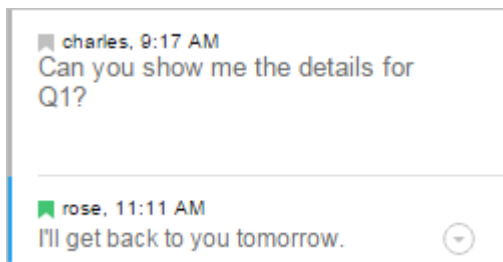 charles, 9:17 AM
Can you show me the details for
Q1?
rose, 11:11 AM
I'll get back to you tomorrow.